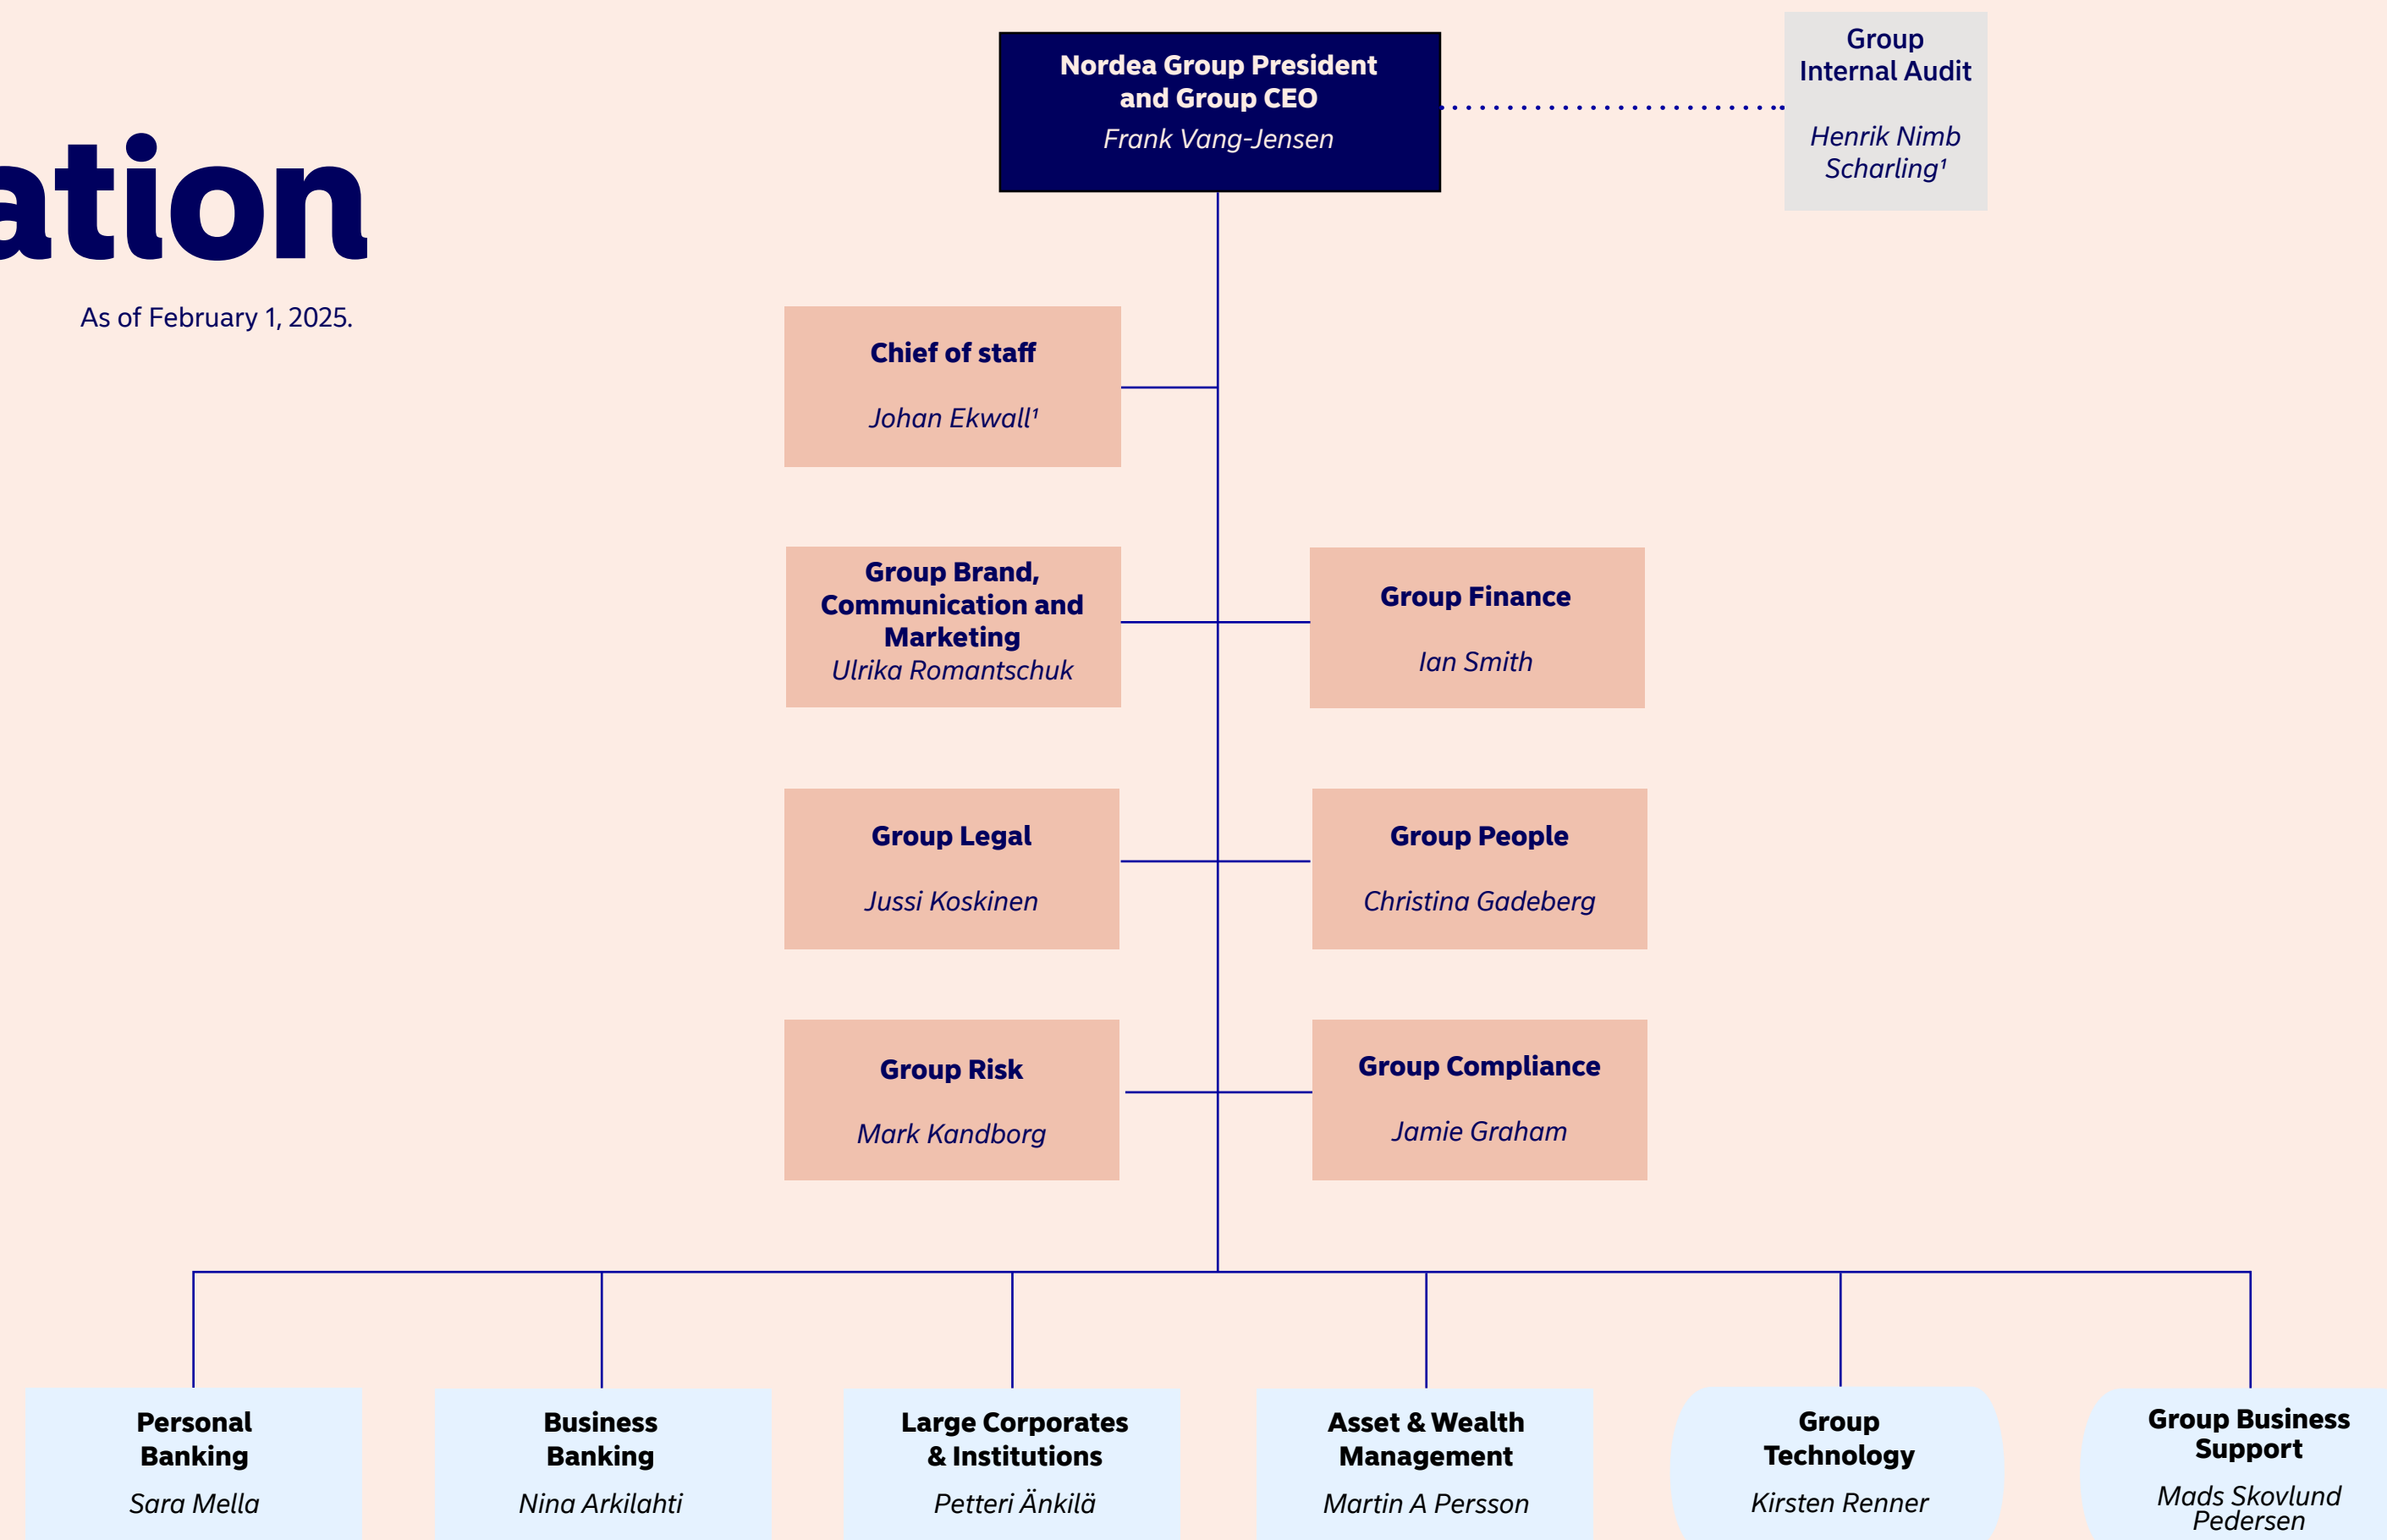 Nordea Group President
and Group CEO
Frank Vang-Jensen
Group
Internal Audit
Henrik Nimb
Scharling¹
ation
As of February 1, 2025.
Chief of staff
Johan Ekwall¹
Group Brand,
Communication and
Marketing
Ulrika Romantschuk
Group Finance
Ian Smith
Group Legal
Jussi Koskinen
Group People
Christina Gadeberg
Group Risk
Mark Kandborg
Group Compliance
Jamie Graham
Personal
Banking
Sara Mella
Business
Banking
Nina Arkilahti
Large Corporates
& Institutions
Petteri Änkilä
Asset & Wealth
Management
Martin A Persson
Group
Technology
Kirsten Renner
Group Business
Support
Mads Skovlund
Pedersen